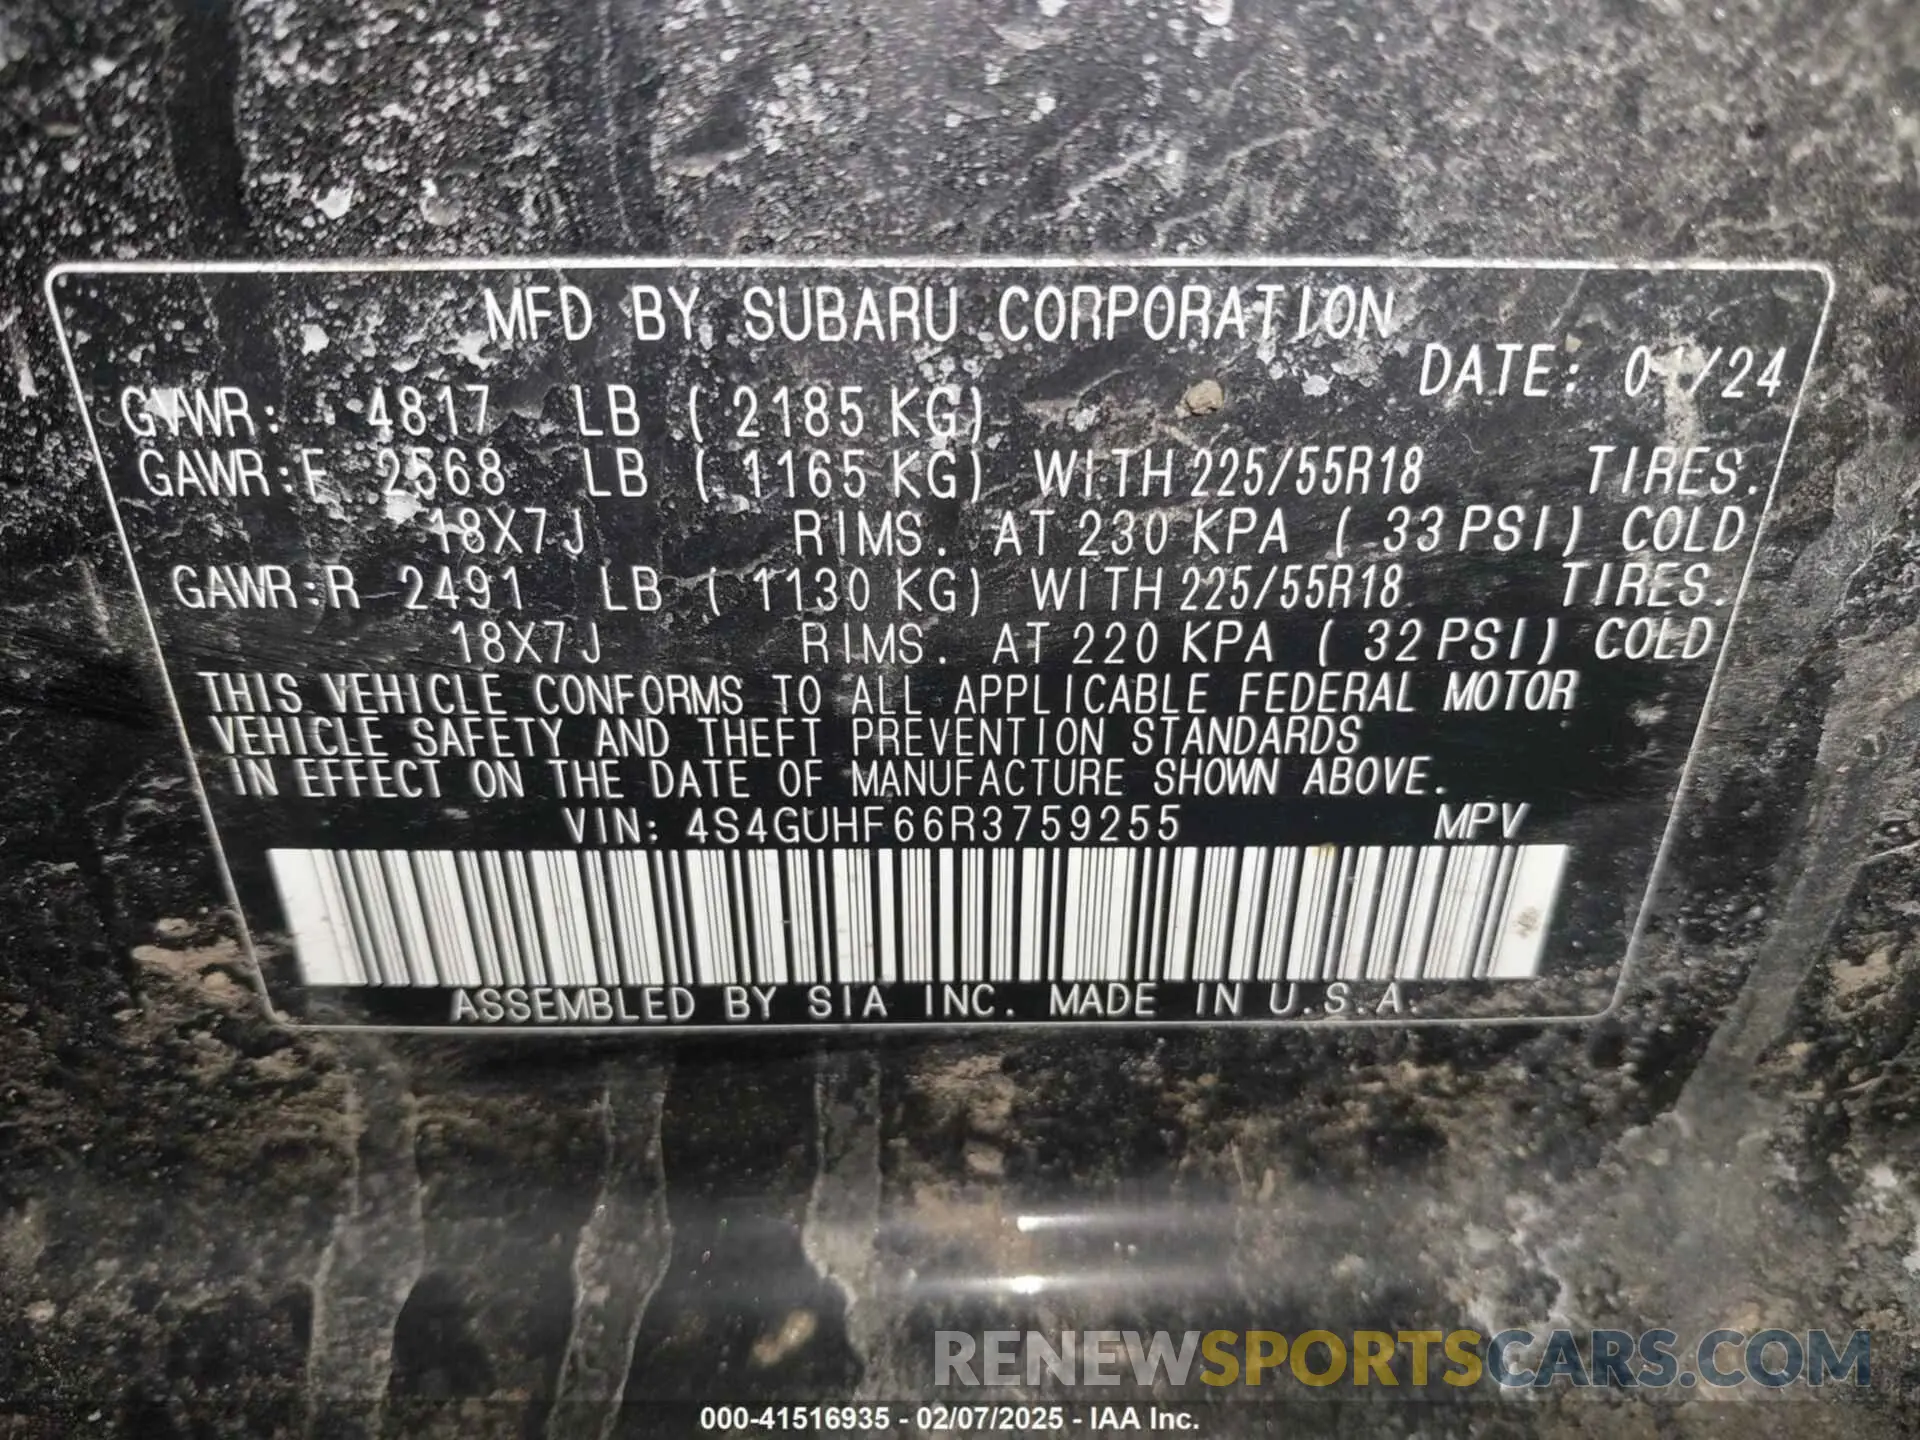 MFD BY SUBARU CORPORATION
DATE: 01/24
GVWR: 4817 LB ( 2185 KG)
GAWR:F 2568 LB ( 1165 KG) WITH 225/55R18 TIRES.
18X7J RIMS. AT 230 KPA ( 33 PSI) COLD
GAWR:R 2491 LB ( 1130 KG) WITH 225/55R18 TIRES.
18X7J RIMS. AT 220 KPA ( 32 PSI) COLD
THIS VEHICLE CONFORMS TO ALL APPLICABLE FEDERAL MOTOR
VEHICLE SAFETY AND THEFT PREVENTION STANDARDS
IN EFFECT ON THE DATE OF MANUFACTURE SHOWN ABOVE.
VIN: 4S4GUHF66R3759255 MPV
ASSEMBLED BY SIA INC. MADE IN U.S.A.
RENEWSPORTSCARS.COM
000-41516935 - 02/07/2025 - IAA Inc.